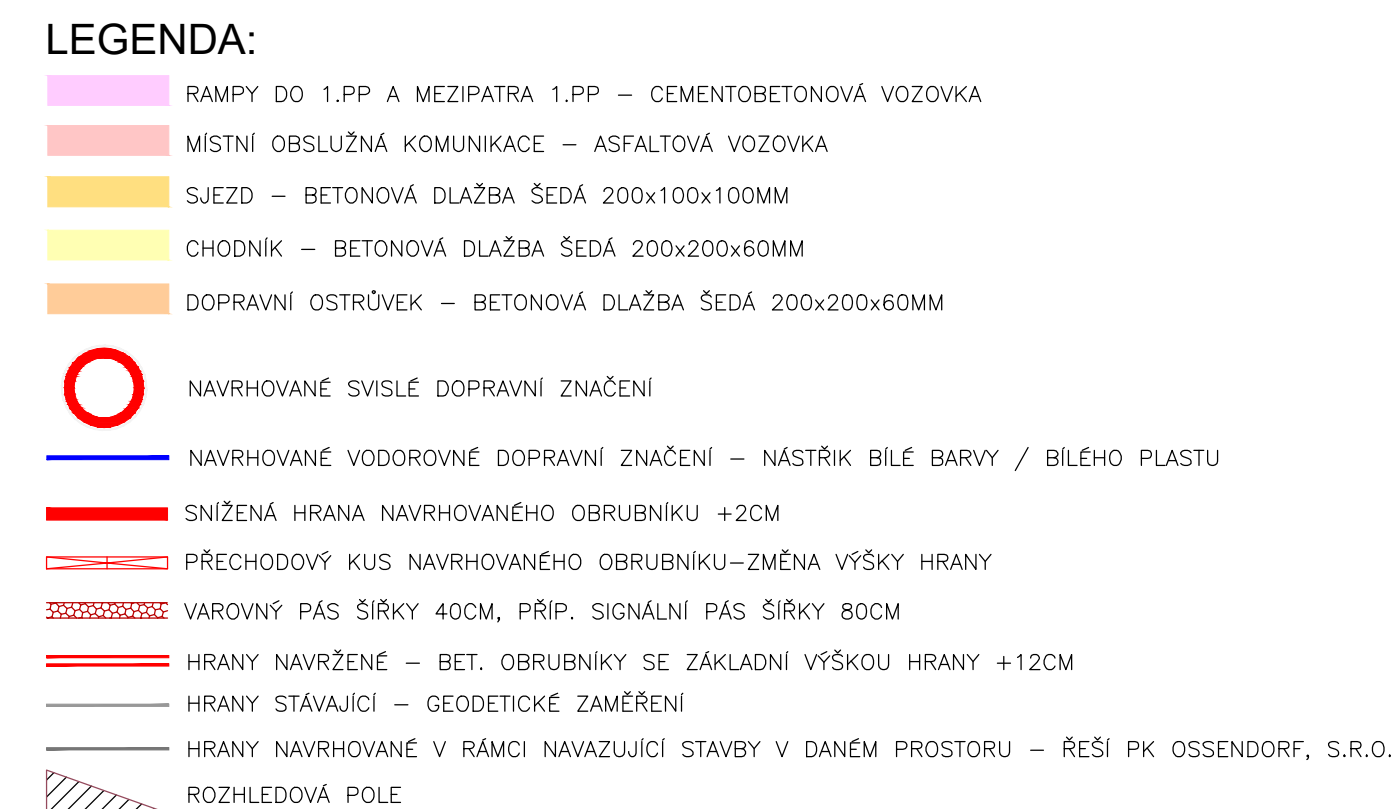 LEGENDA:
RAMPY DO 1.PP A MEZIPATRA 1.PP – CEMENTOBETONOVÁ VOZOVKA
MÍSTNÍ OBSLUŽNÁ KOMUNIKACE – ASFALTOVÁ VOZOVKA
SJEZD – BETONOVÁ DLAŽBA ŠEDÁ 200x100x100MM
CHODNÍK – BETONOVÁ DLAŽBA ŠEDÁ 200x200x60MM
DOPRAVNÍ OSTRŮVEK – BETONOVÁ DLAŽBA ŠEDÁ 200x200x60MM
NAVRHOVANÉ SVISLÉ DOPRAVNÍ ZNAČENÍ
NAVRHOVANÉ VODOROVNÉ DOPRAVNÍ ZNAČENÍ – NÁSTŘIK BÍLÉ BARVY / BÍLÉHO PLASTU
SNÍŽENÁ HRANA NAVRHOVANÉHO OBRUBNÍKU +2CM
PŘECHODOVÝ KUS NAVRHOVANÉHO OBRUBNÍKU–ZMĚNA VÝŠKY HRANY
VAROVNÝ PÁS ŠÍŘKY 40CM, PŘÍP. SIGNÁLNÍ PÁS ŠÍŘKY 80CM
HRANY NAVRŽENÉ – BET. OBRUBNÍKY SE ZÁKLADNÍ VÝŠKOU HRANY +12CM
HRANY STÁVAJÍCÍ – GEODETICKÉ ZAMĚŘENÍ
HRANY NAVRHOVANÉ V RÁMCI NAVAZUJÍCÍ STAVBY V DANÉM PROSTORU – ŘEŠÍ PK OSSENDORF, S.R.O.
ROZHLEDOVÁ POLE